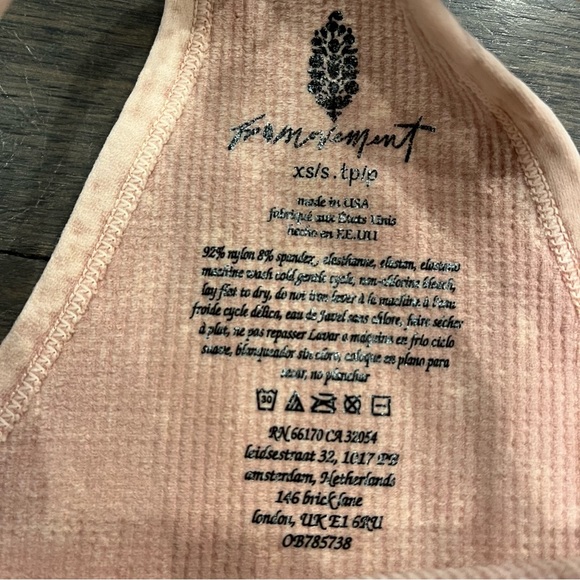 fpmovement
xs/s . tp/p
made in USA
fabriqué aux États Unis
hecho en EE.UU
92% nylon 8% spandex, elasthanne, elastan, elastano
machine wash cold gentle cycle, non-chlorine bleach,
lay flat to dry, do not iron laver à la machine à l'eau
froide cycle délica, eau de Javel sans chlore, faire sécher
à plat, ne pas repasser Lavar a máquina en frío ciclo
suave, blanqueador sin cloro, coloque en plano para
secar, no planchar
30
RN 66170 CA 32054
leidsestraat 32, 1017 PB
amsterdam, Netherlands
146 brick lane
london, UK E1 6RU
OB785738